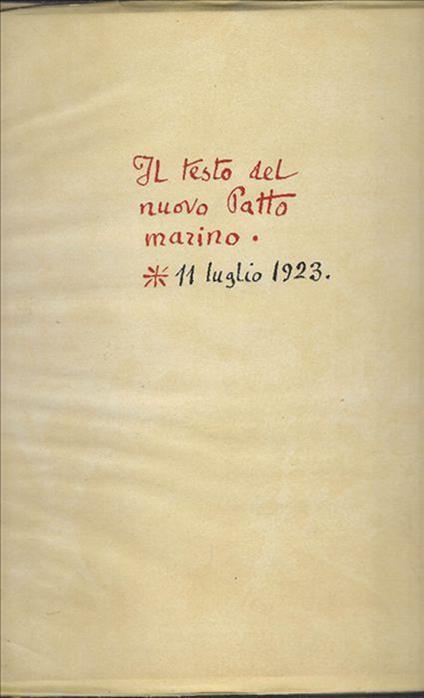 Il testo del
nuovo Patto
marino.
* 11 luglio 1923.